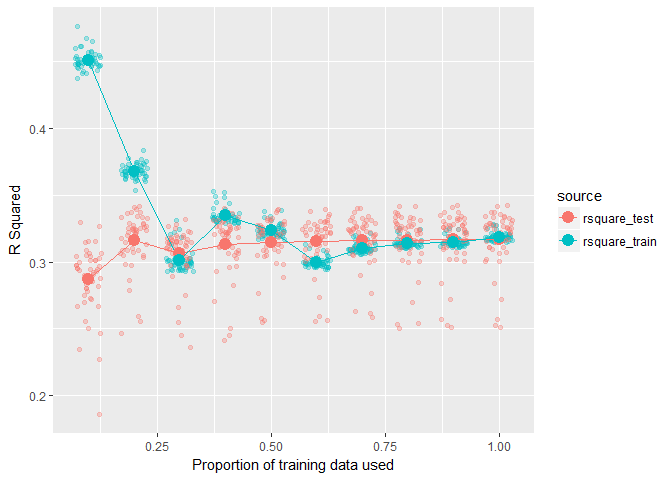 R Squared
0.4
0.3
0.2
0.25
0.50
0.75
1.00
Proportion of training data used
source
rsquare_test
rsquare_train